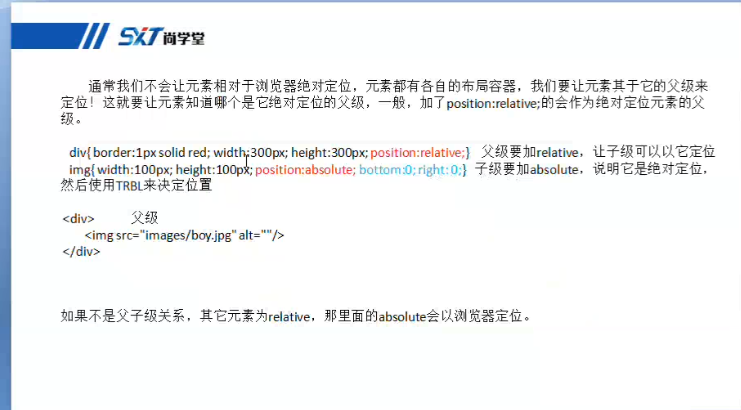 SXT尚学堂
通常我们不会让元素相对于浏览器绝对定位，元素都有各自的布局容器，我们要让元素其于它的父级来
定位！这就要让元素知道哪个是它绝对定位的父级，一般，加了position:relative;的会作为绝对定位元素的父
级。
div{ border:1px solid red; width:300px; height:300px; position:relative;} 父级要加relative，让子级可以以它定位
img{ width:100px; height:100px; position:absolute; bottom:0; right: 0;} 子级要加absolute，说明它是绝对定位，
然后使用TRBL来决定位置
<div> 父级
<img src="images/boy.jpg" alt=""/>
</div>
如果不是父子级关系，其它元素为relative，那里面的absolute会以浏览器定位。